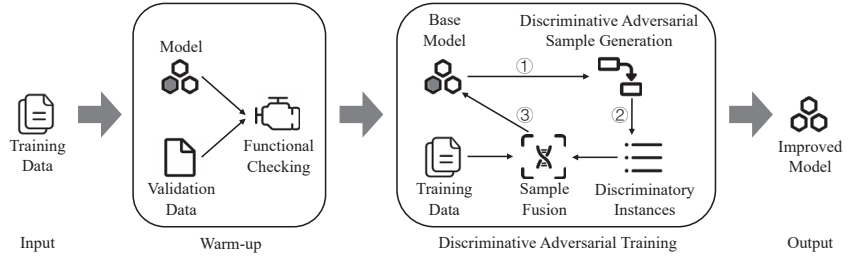 Training
Data
Input
Model
Functional
Checking
Validation
Data
Warm-up
Base
Model
Discriminative Adversarial
Sample Generation
①
②
③
Training
Data
Sample
Fusion
Discriminatory
Instances
Discriminative Adversarial Training
Improved
Model
Output